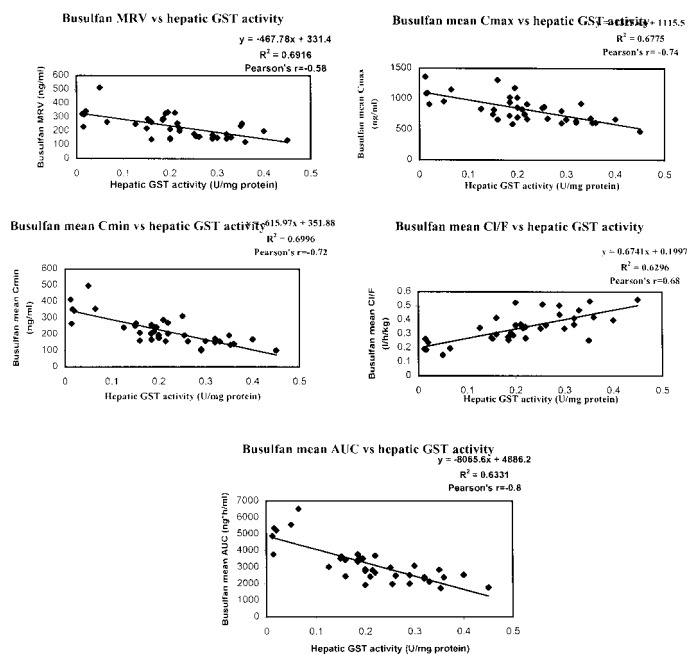 Busulfan MRV vs hepatic GST activity
y = -467.78x + 331.4
R² = 0.6916
Pearson's r=-0.58
Busulfan MRV (ng/ml)
600
500
400
300
200
100
0
0 0.1 0.2 0.3 0.4 0.5
Hepatic GST activity (U/mg protein)
Busulfan mean Cmax vs hepatic GST activity
+ 1115.5
R² = 0.6775
Pearson's r= -0.74
Busulfan mean Cmax
(ng/ml)
1500
1000
500
0
0 0.1 0.2 0.3 0.4 0.5
Hepatic GST activity (U/mg protein)
Busulfan mean Cmin vs hepatic GST activity
-615.97x + 351.88
R² = 0.6996
Pearson's r=-0.72
Busulfan mean Cmin
(ng/ml)
600
500
400
300
200
100
0
0 0.1 0.2 0.3 0.4 0.5
Hepatic GST activity (U/mg protein)
Busulfan mean Cl/F vs hepatic GST activity
y = 0.6741x + 0.1997
R² = 0.6296
Pearson's r=0.68
Busulfan mean Cl/F
(l/h/kg)
0.6
0.5
0.4
0.3
0.2
0.1
0
0 0.1 0.2 0.3 0.4 0.5
Hepatic GST activity (U/mg protein)
Busulfan mean AUC vs hepatic GST activity
y = -8065.6x + 4886.2
R² = 0.6331
Pearson's r=-0.8
Busulfan mean AUC (ng*h/ml)
7000
6000
5000
4000
3000
2000
1000
0
0 0.1 0.2 0.3 0.4 0.5
Hepatic GST activity (U/mg protein)